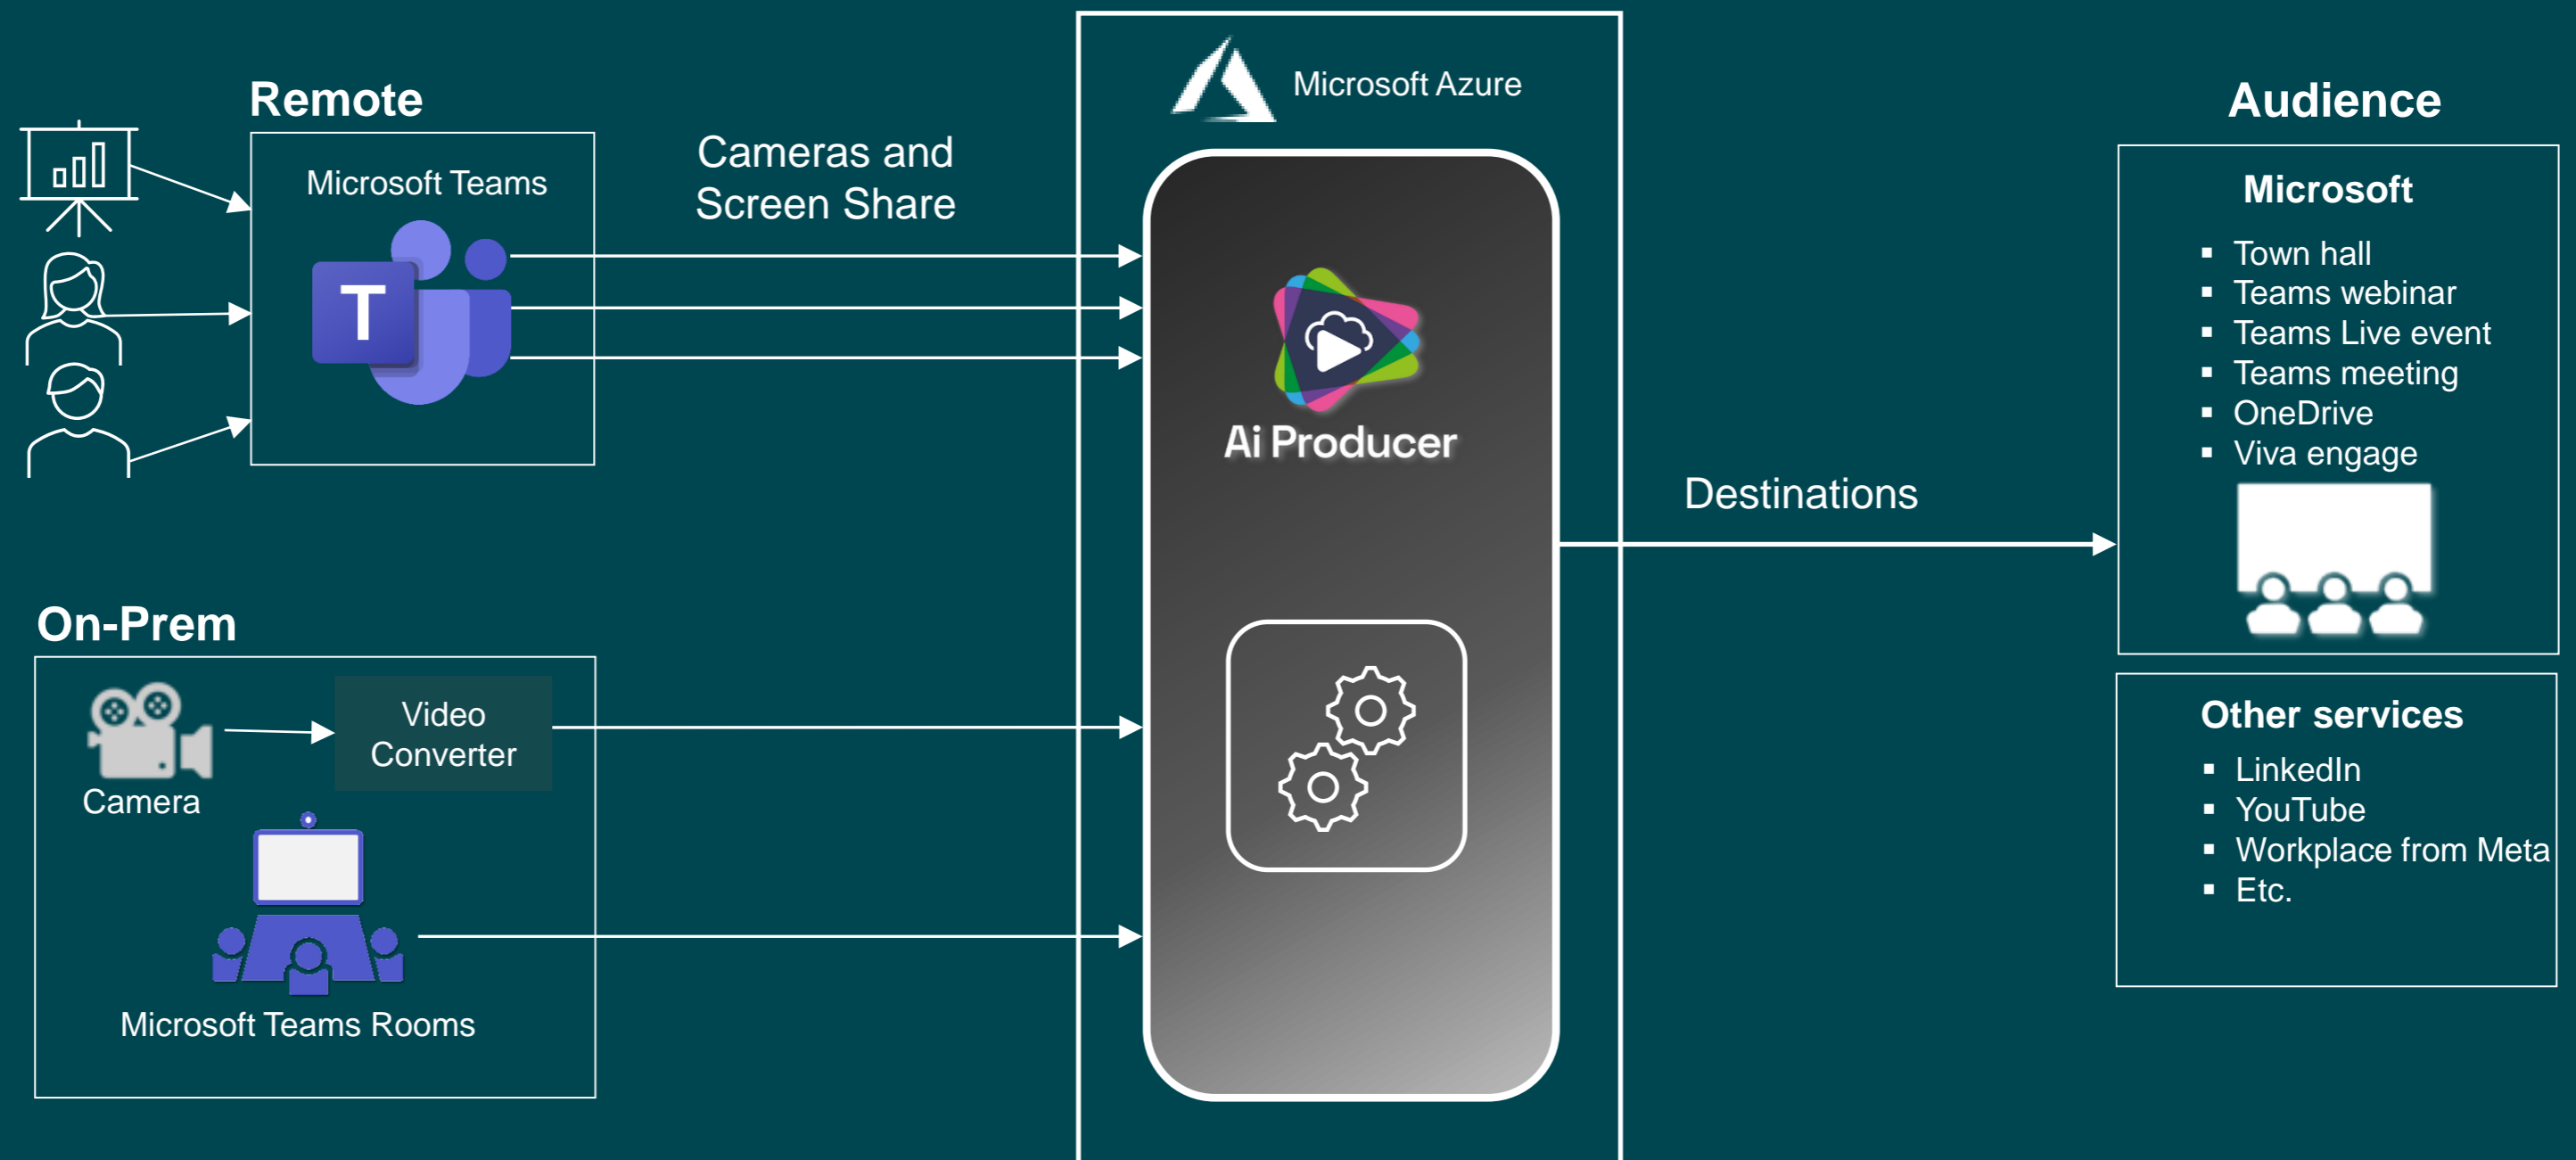 Remote
Microsoft Teams
T
Cameras and
Screen Share
On-Prem
Camera
Video
Converter
Microsoft Teams Rooms
Microsoft Azure
Ai Producer
Destinations
Audience
Microsoft
▪ Town hall
▪ Teams webinar
▪ Teams Live event
▪ Teams meeting
▪ OneDrive
▪ Viva engage
Other services
▪ LinkedIn
▪ YouTube
▪ Workplace from Meta
▪ Etc.